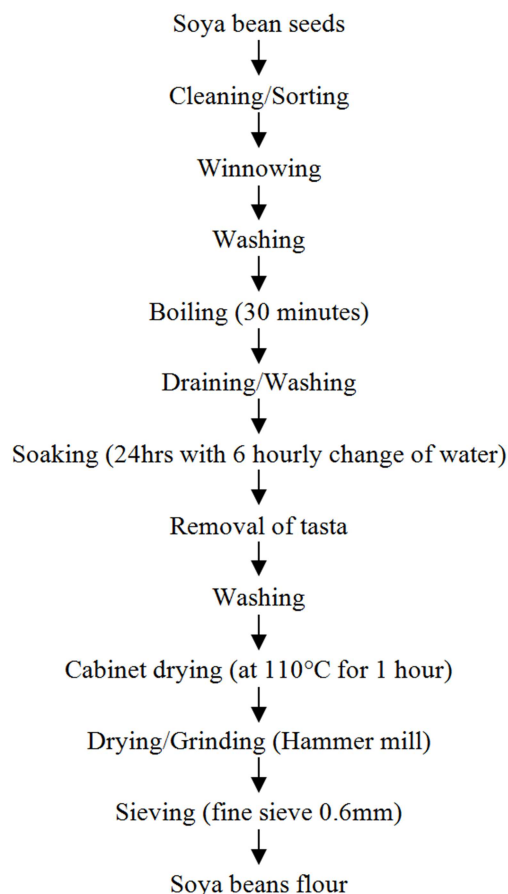 Soya bean seeds
Cleaning/Sorting
Winnowing
Washing
Boiling (30 minutes)
Draining/Washing
Soaking (24hrs with 6 hourly change of water)
Removal of tasta
Washing
Cabinet drying (at 110°C for 1 hour)
Drying/Grinding (Hammer mill)
Sieving (fine sieve 0.6mm)
Soya beans flour